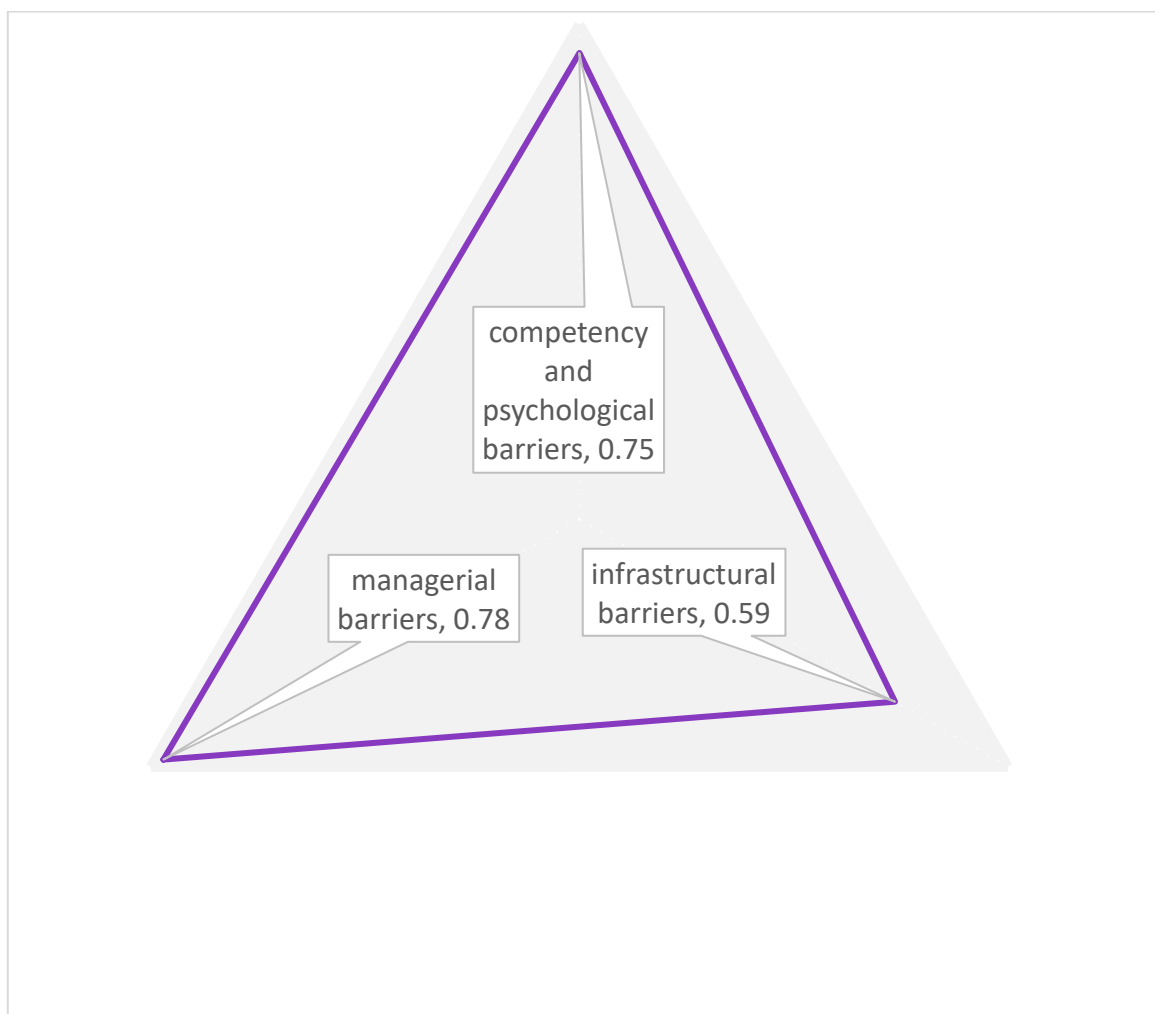 competency
and
psychological
barriers, 0.75
managerial
barriers, 0.78
infrastructural
barriers, 0.59